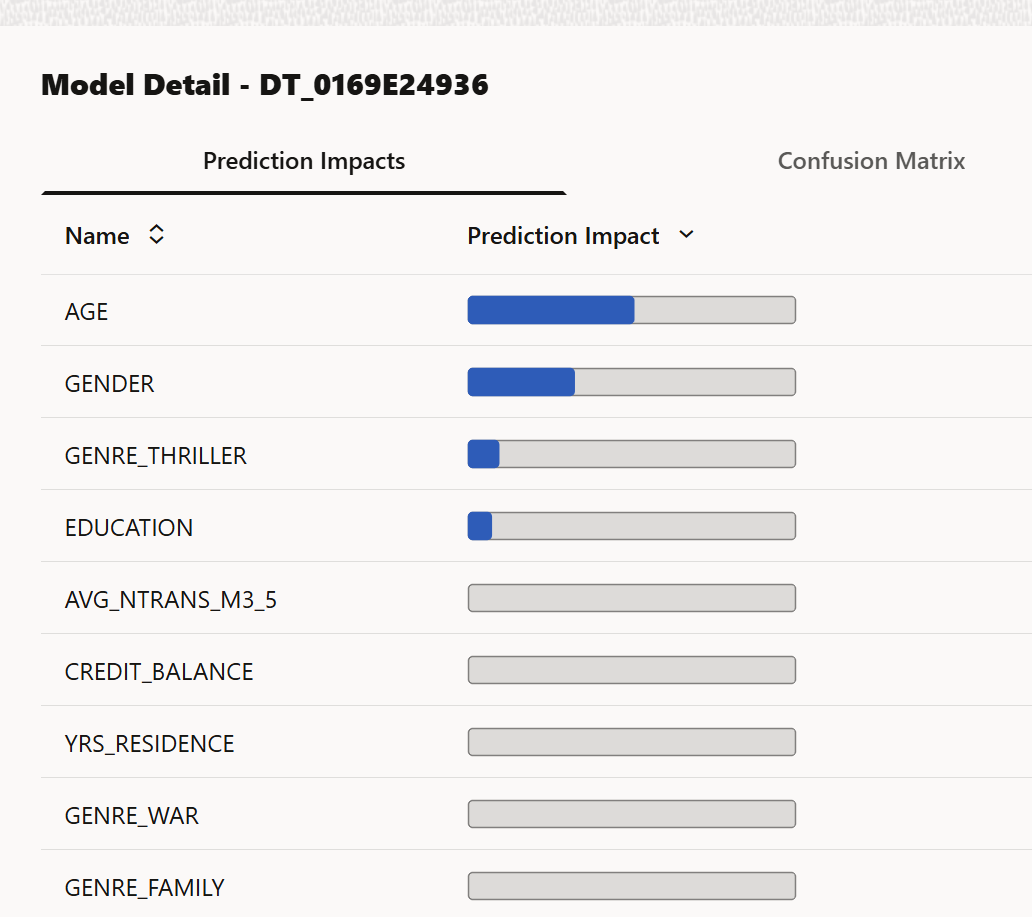 Model Detail - DT_0169E24936
Prediction Impacts Confusion Matrix
Name Prediction Impact
AGE
GENDER
GENRE_THRILLER
EDUCATION
AVG_NTRANS_M3_5
CREDIT_BALANCE
YRS_RESIDENCE
GENRE_WAR
GENRE_FAMILY